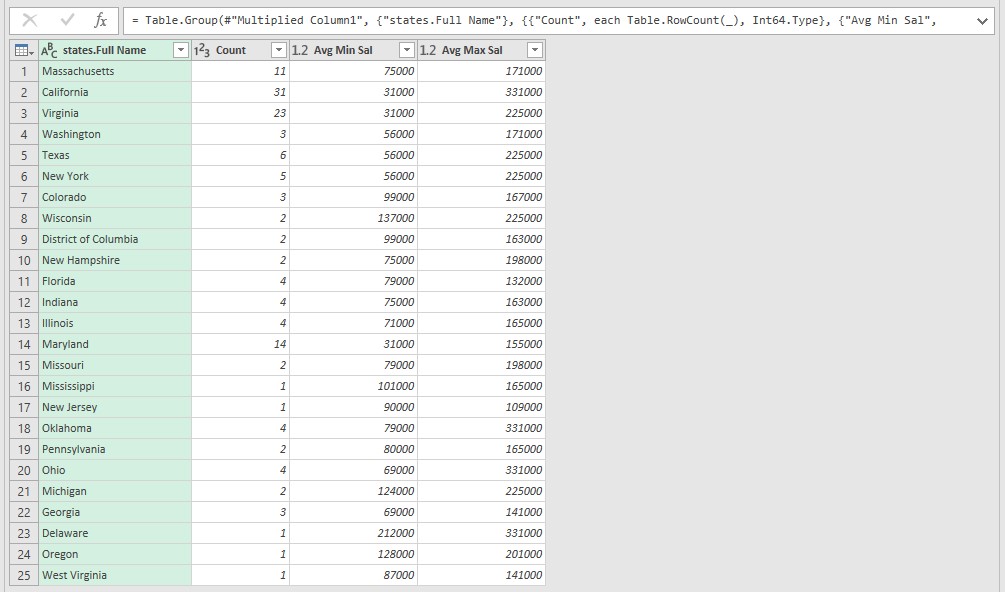 fx = Table.Group(#"Multiplied Column1", {"states.Full Name"}, {{"Count", each Table.RowCount(_), Int64.Type}, {"Avg Min Sal",
ABC states.Full Name 123 Count 1.2 Avg Min Sal 1.2 Avg Max Sal
1 Massachusetts 11 75000 171000
2 California 31 31000 331000
3 Virginia 23 31000 225000
4 Washington 3 56000 171000
5 Texas 6 56000 225000
6 New York 5 56000 225000
7 Colorado 3 99000 167000
8 Wisconsin 2 137000 225000
9 District of Columbia 2 99000 163000
10 New Hampshire 2 75000 198000
11 Florida 4 79000 132000
12 Indiana 4 75000 163000
13 Illinois 4 71000 165000
14 Maryland 14 31000 155000
15 Missouri 2 79000 198000
16 Mississippi 1 101000 165000
17 New Jersey 1 90000 109000
18 Oklahoma 4 79000 331000
19 Pennsylvania 2 80000 165000
20 Ohio 4 69000 331000
21 Michigan 2 124000 225000
22 Georgia 3 69000 141000
23 Delaware 1 212000 331000
24 Oregon 1 128000 201000
25 West Virginia 1 87000 141000